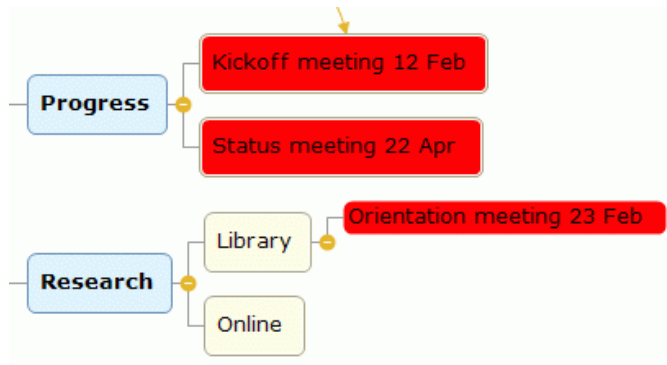 Progress
Kickoff meeting 12 Feb
Status meeting 22 Apr
Research
Library
Orientation meeting 23 Feb
Online